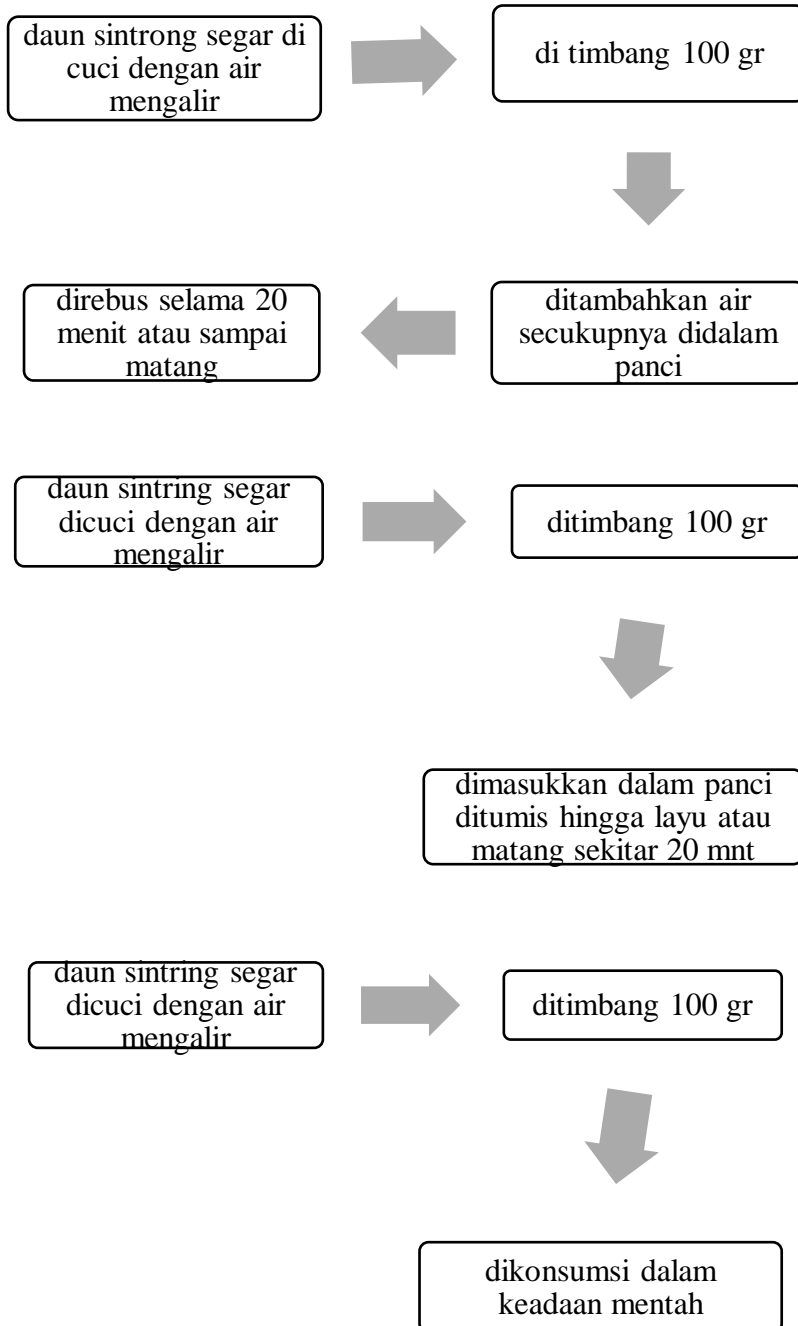 daun sintrong segar di
cuci dengan air
mengalir
di timbang 100 gr
ditambahkan air
secukupnya didalam
panci
direbus selama 20
menit atau sampai
matang
daun sintring segar
dicuci dengan air
mengalir
ditimbang 100 gr
dimasukkan dalam panci
ditumis hingga layu atau
matang sekitar 20 mnt
daun sintring segar
dicuci dengan air
mengalir
ditimbang 100 gr
dikonsumsi dalam
keadaan mentah